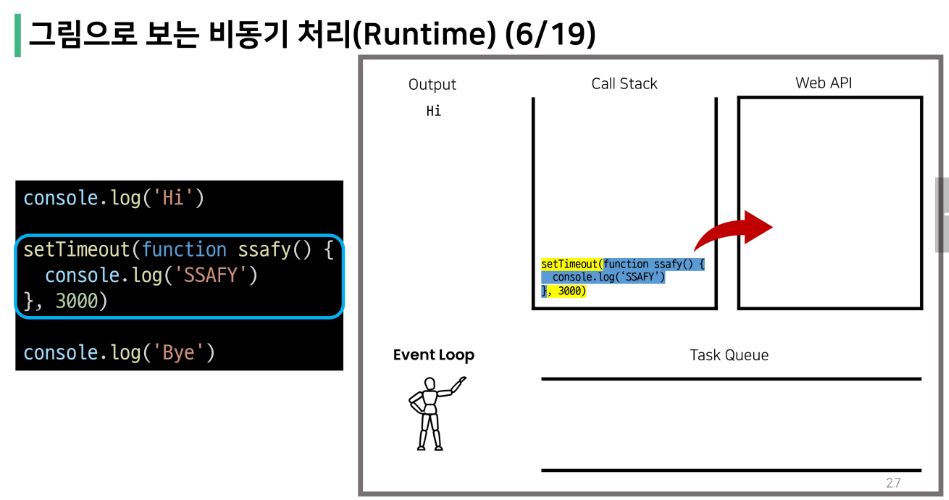 그림으로 보는 비동기 처리(Runtime) (6/19)
console.log('Hi')
setTimeout(function ssafy() {
  console.log('SSAFY')
}, 3000)
console.log('Bye')
Output
Hi
Call Stack
Web API
setTimeout(function ssafy() {
  console.log(‘SSAFY’)
}, 3000)
Event Loop
Task Queue
27